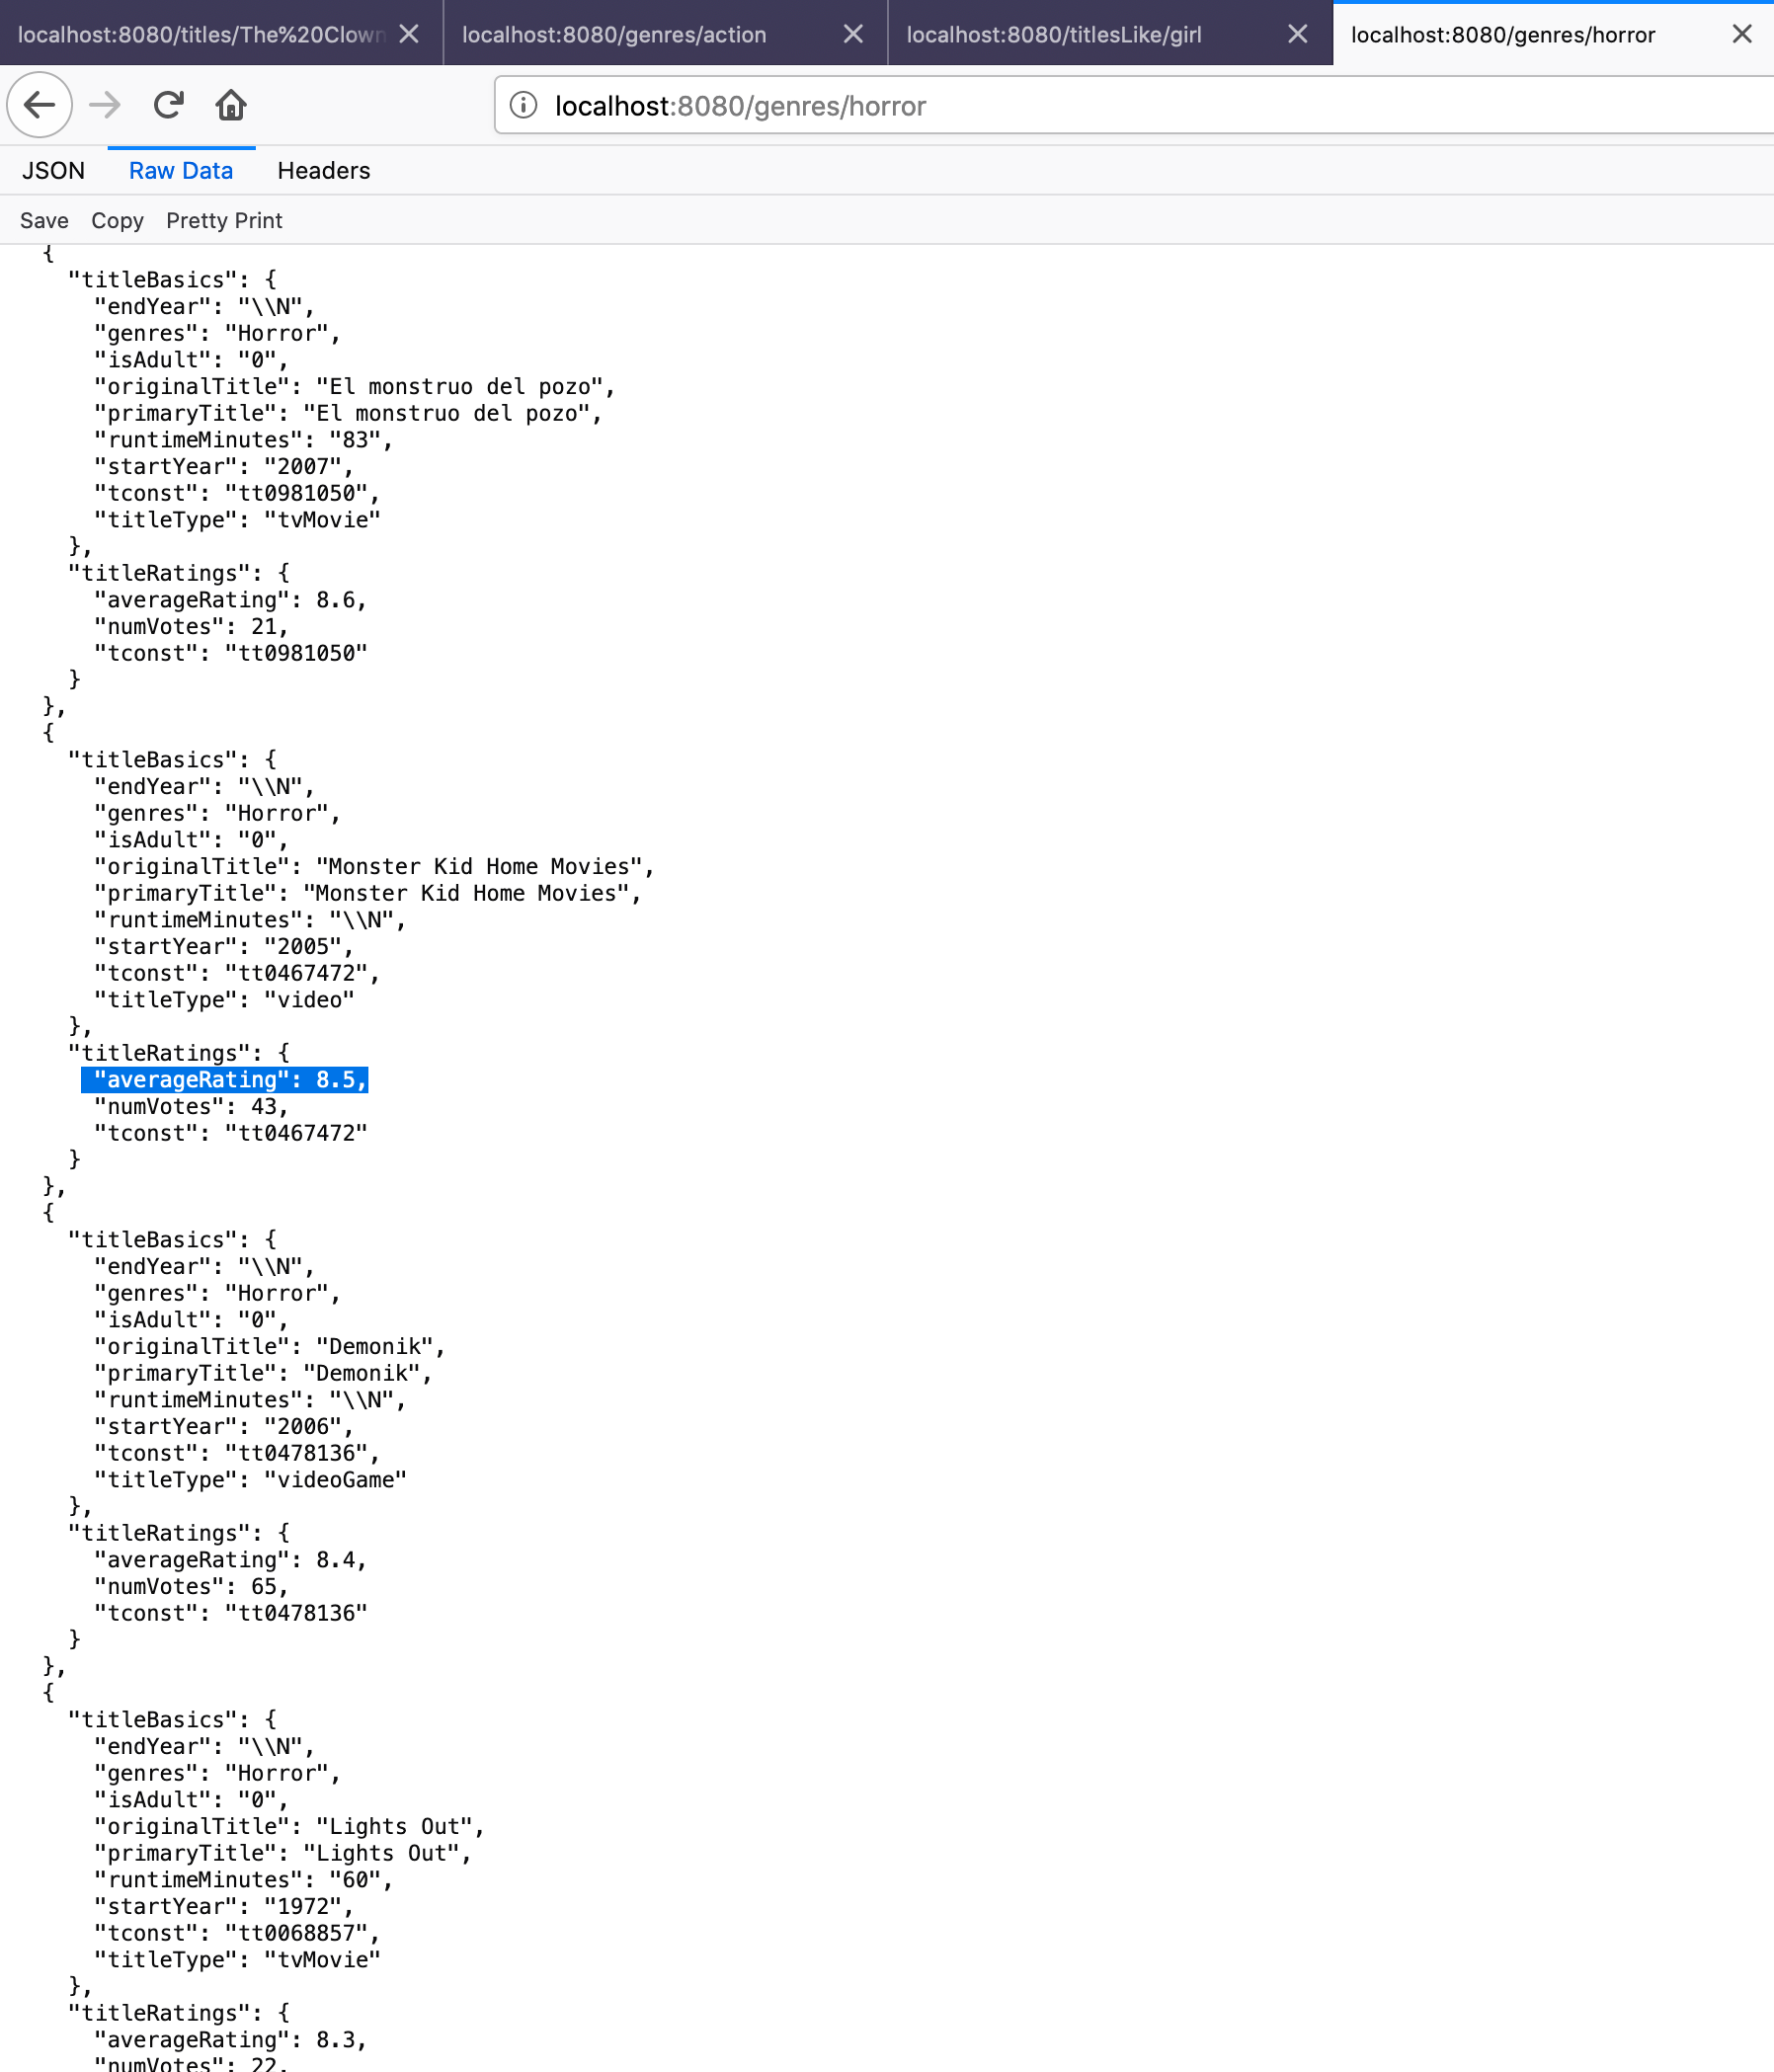 localhost:8080/titles/The%20Clown
localhost:8080/genres/action
localhost:8080/titlesLike/girl
localhost:8080/genres/horror
localhost:8080/genres/horror
JSON Raw Data Headers
Save Copy Pretty Print
{
"titleBasics": {
"endYear": "\\N",
"genres": "Horror",
"isAdult": "0",
"originalTitle": "El monstruo del pozo",
"primaryTitle": "El monstruo del pozo",
"runtimeMinutes": "83",
"startYear": "2007",
"tconst": "tt0981050",
"titleType": "tvMovie"
},
"titleRatings": {
"averageRating": 8.6,
"numVotes": 21,
"tconst": "tt0981050"
}
},
{
"titleBasics": {
"endYear": "\\N",
"genres": "Horror",
"isAdult": "0",
"originalTitle": "Monster Kid Home Movies",
"primaryTitle": "Monster Kid Home Movies",
"runtimeMinutes": "\\N",
"startYear": "2005",
"tconst": "tt0467472",
"titleType": "video"
},
"titleRatings": {
"averageRating": 8.5,
"numVotes": 43,
"tconst": "tt0467472"
}
},
{
"titleBasics": {
"endYear": "\\N",
"genres": "Horror",
"isAdult": "0",
"originalTitle": "Demonik",
"primaryTitle": "Demonik",
"runtimeMinutes": "\\N",
"startYear": "2006",
"tconst": "tt0478136",
"titleType": "videoGame"
},
"titleRatings": {
"averageRating": 8.4,
"numVotes": 65,
"tconst": "tt0478136"
}
},
{
"titleBasics": {
"endYear": "\\N",
"genres": "Horror",
"isAdult": "0",
"originalTitle": "Lights Out",
"primaryTitle": "Lights Out",
"runtimeMinutes": "60",
"startYear": "1972",
"tconst": "tt0068857",
"titleType": "tvMovie"
},
"titleRatings": {
"averageRating": 8.3,
"numVotes": 22,